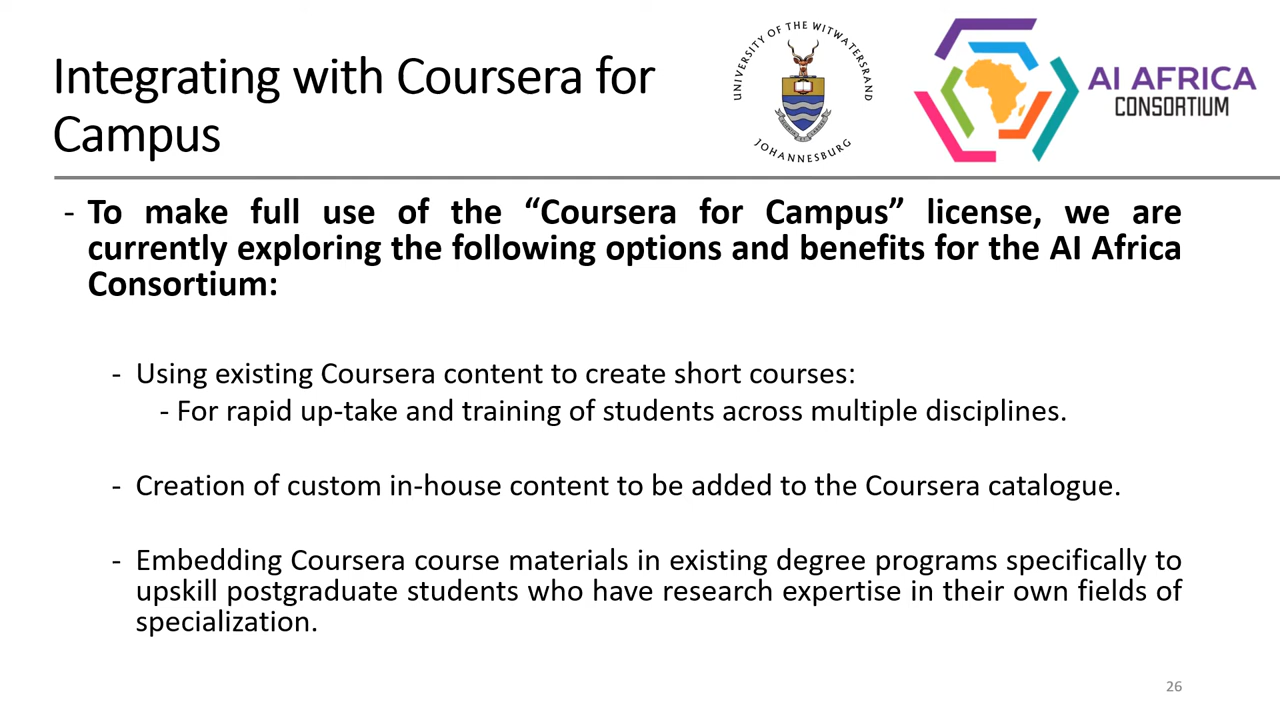 Integrating with Coursera for
Campus
UNIVERSITY OF THE WITWATERSRAND
JOHANNESBURG
AI AFRICA
CONSORTIUM
- To make full use of the “Coursera for Campus” license, we are
currently exploring the following options and benefits for the AI Africa
Consortium:
- Using existing Coursera content to create short courses:
- For rapid up-take and training of students across multiple disciplines.
- Creation of custom in-house content to be added to the Coursera catalogue.
- Embedding Coursera course materials in existing degree programs specifically to
upskill postgraduate students who have research expertise in their own fields of
specialization.
26